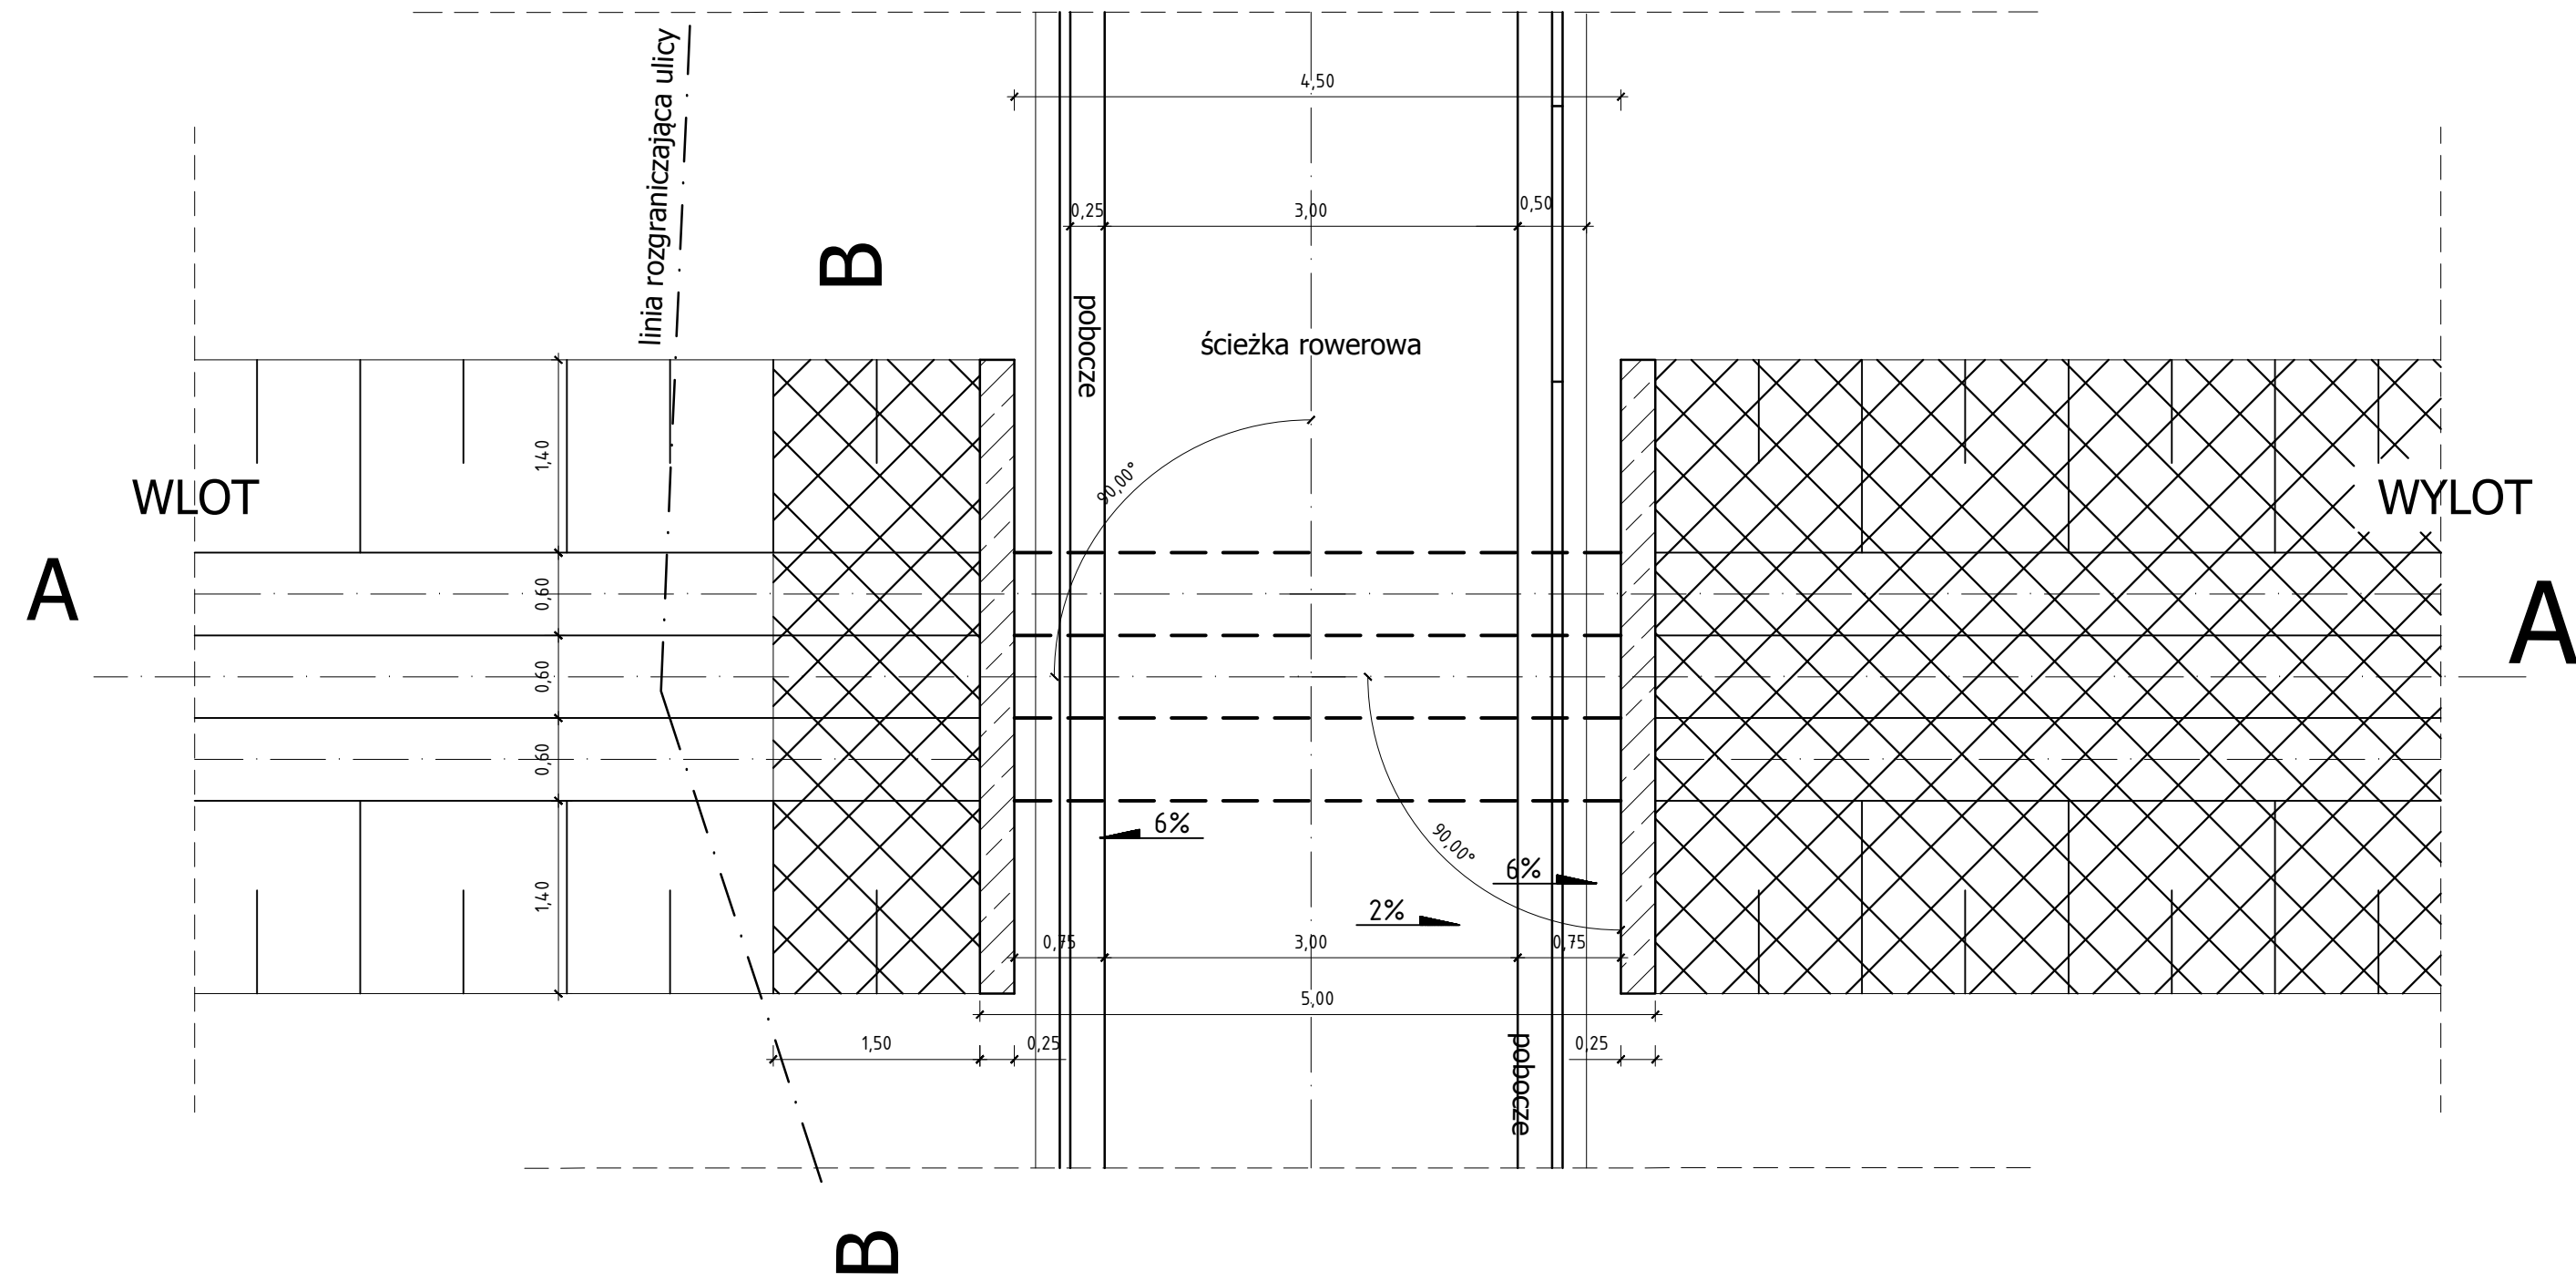 linia rozgraniczająca ulicy
4,50
0,25
3,00
0,50
B
pobocze
ścieżka rowerowa
1,40
WLOT
90,00°
WYLOT
A
0,60
A
0,60
0,60
6%
90,00°
6%
1,40
2%
0,75
3,00
0,75
5,00
1,50
0,25
0,25
pobocze
B